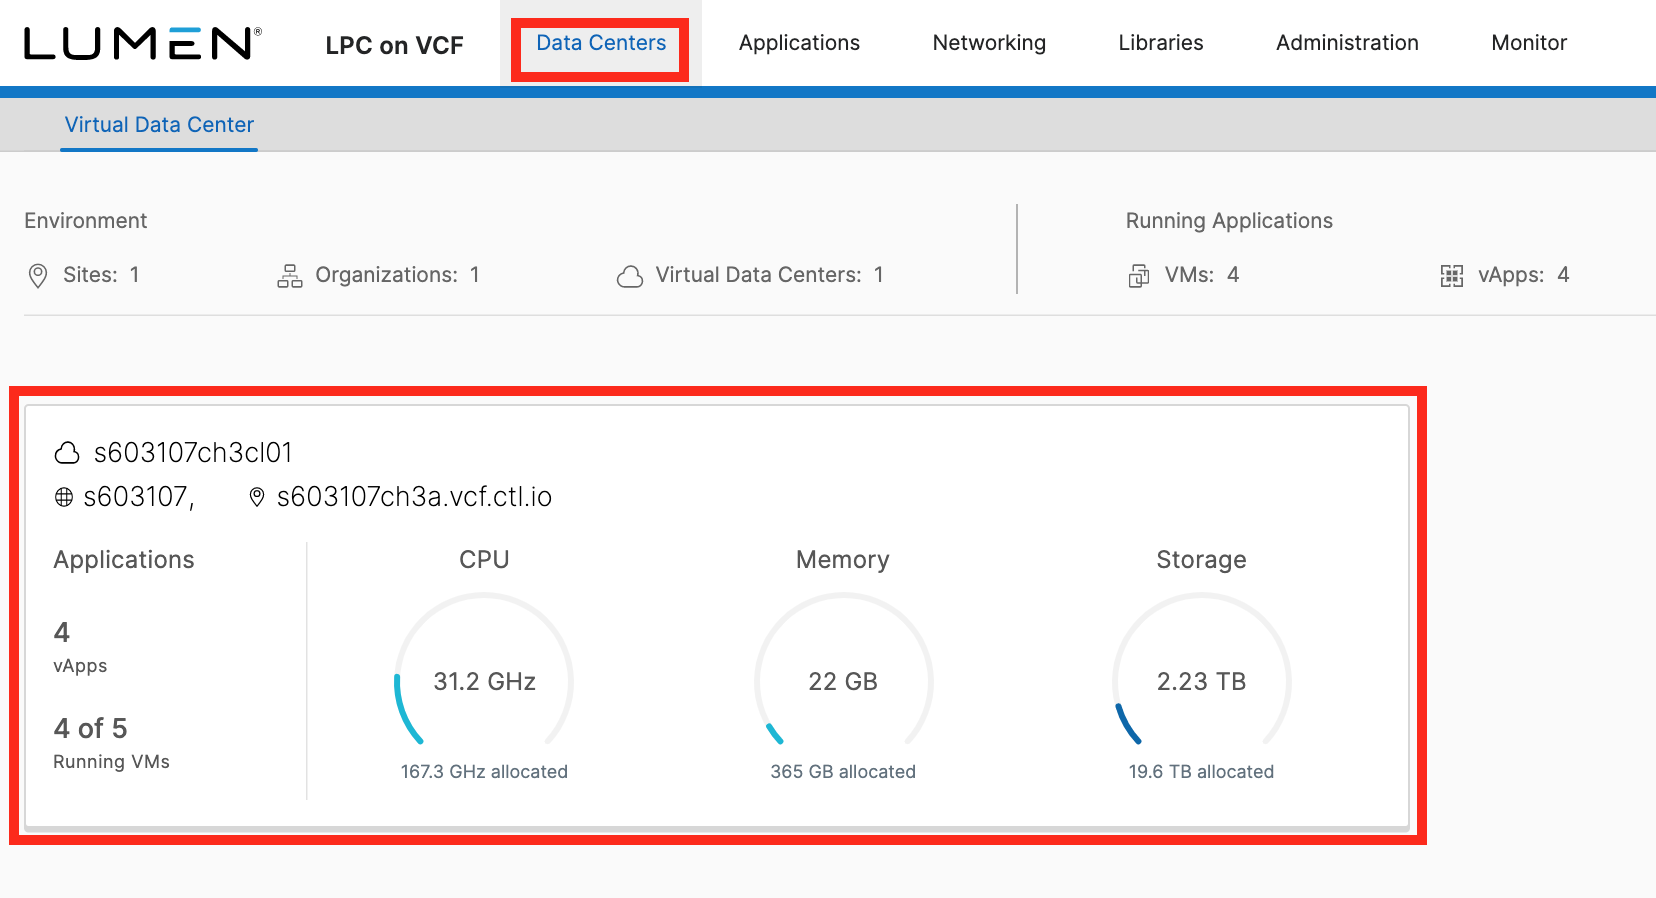 LUMEN®
LPC on VCF
Data Centers
Applications
Networking
Libraries
Administration
Monitor
Virtual Data Center
Environment
Sites: 1
Organizations: 1
Virtual Data Centers: 1
Running Applications
VMs: 4
vApps: 4
s603107ch3cl01
s603107,
s603107ch3a.vcf.ctl.io
Applications
4
vApps
4 of 5
Running VMs
CPU
31.2 GHz
167.3 GHz allocated
Memory
22 GB
365 GB allocated
Storage
2.23 TB
19.6 TB allocated